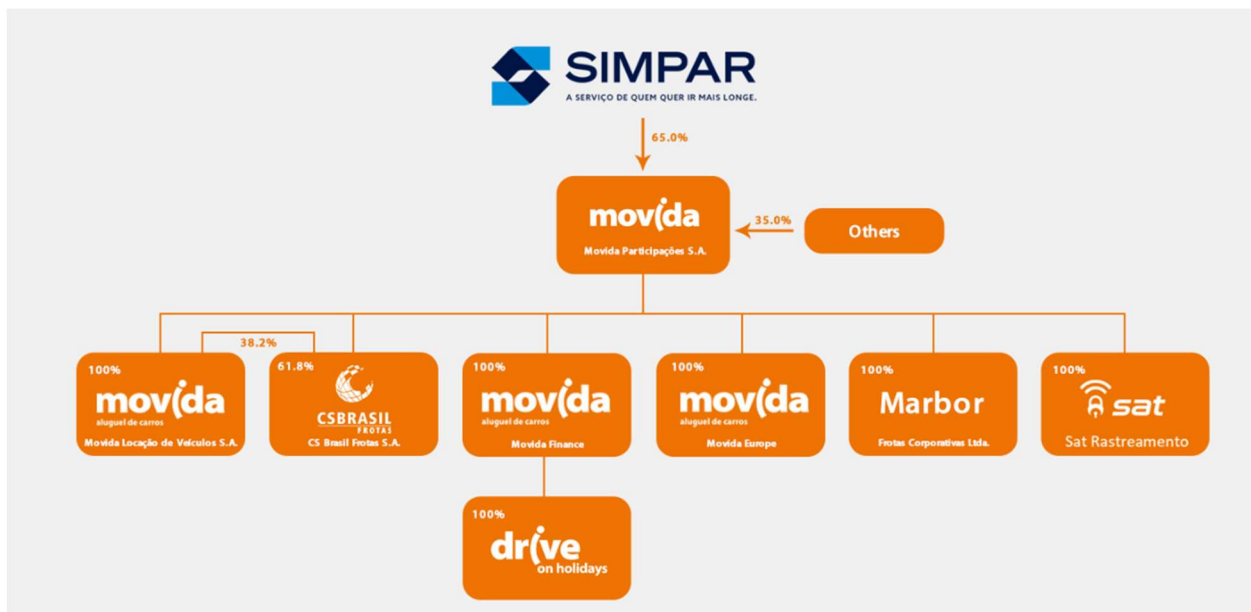 SIMPAR
A SERVIÇO DE QUEM QUER IR MAIS LONGE.
65.0%
movida
Movida Participações S.A.
35.0%
Others
38.2%
100%
movida
aluguel de carros
Movida Locação de Veículos S.A.
61.8%
CSBRASIL
FROTAS
CS Brasil Frotas S.A.
100%
movida
aluguel de carros
Movida Finance
100%
movida
aluguel de carros
Movida Europe
100%
Marbor
Frotas Corporativas Ltda.
100%
sat
Sat Rastreamento
100%
drive
on holidays